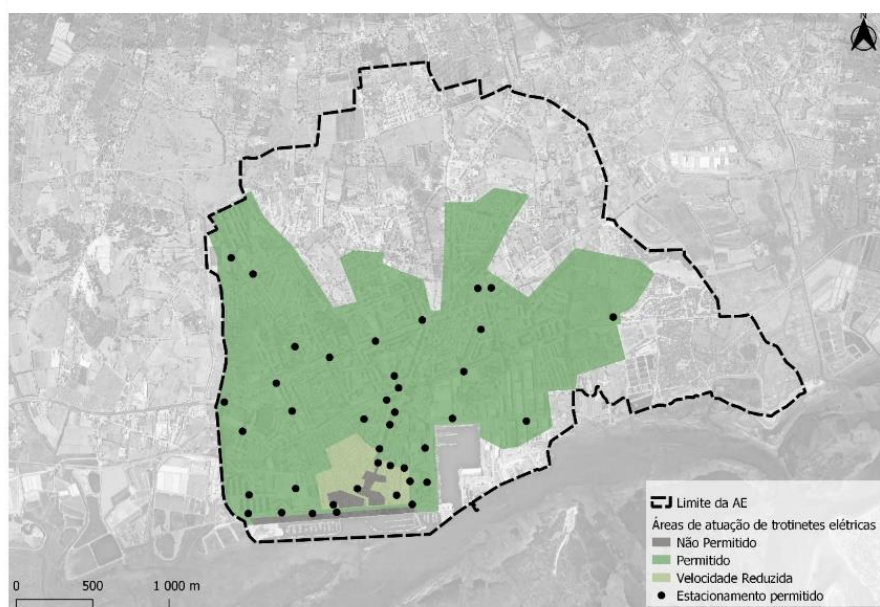 N
Limite da AE
Áreas de atuação de trotinetes elétricas
Não Permitido
Permitido
Velocidade Reduzida
Estacionamento permitido
0 500 1 000 m